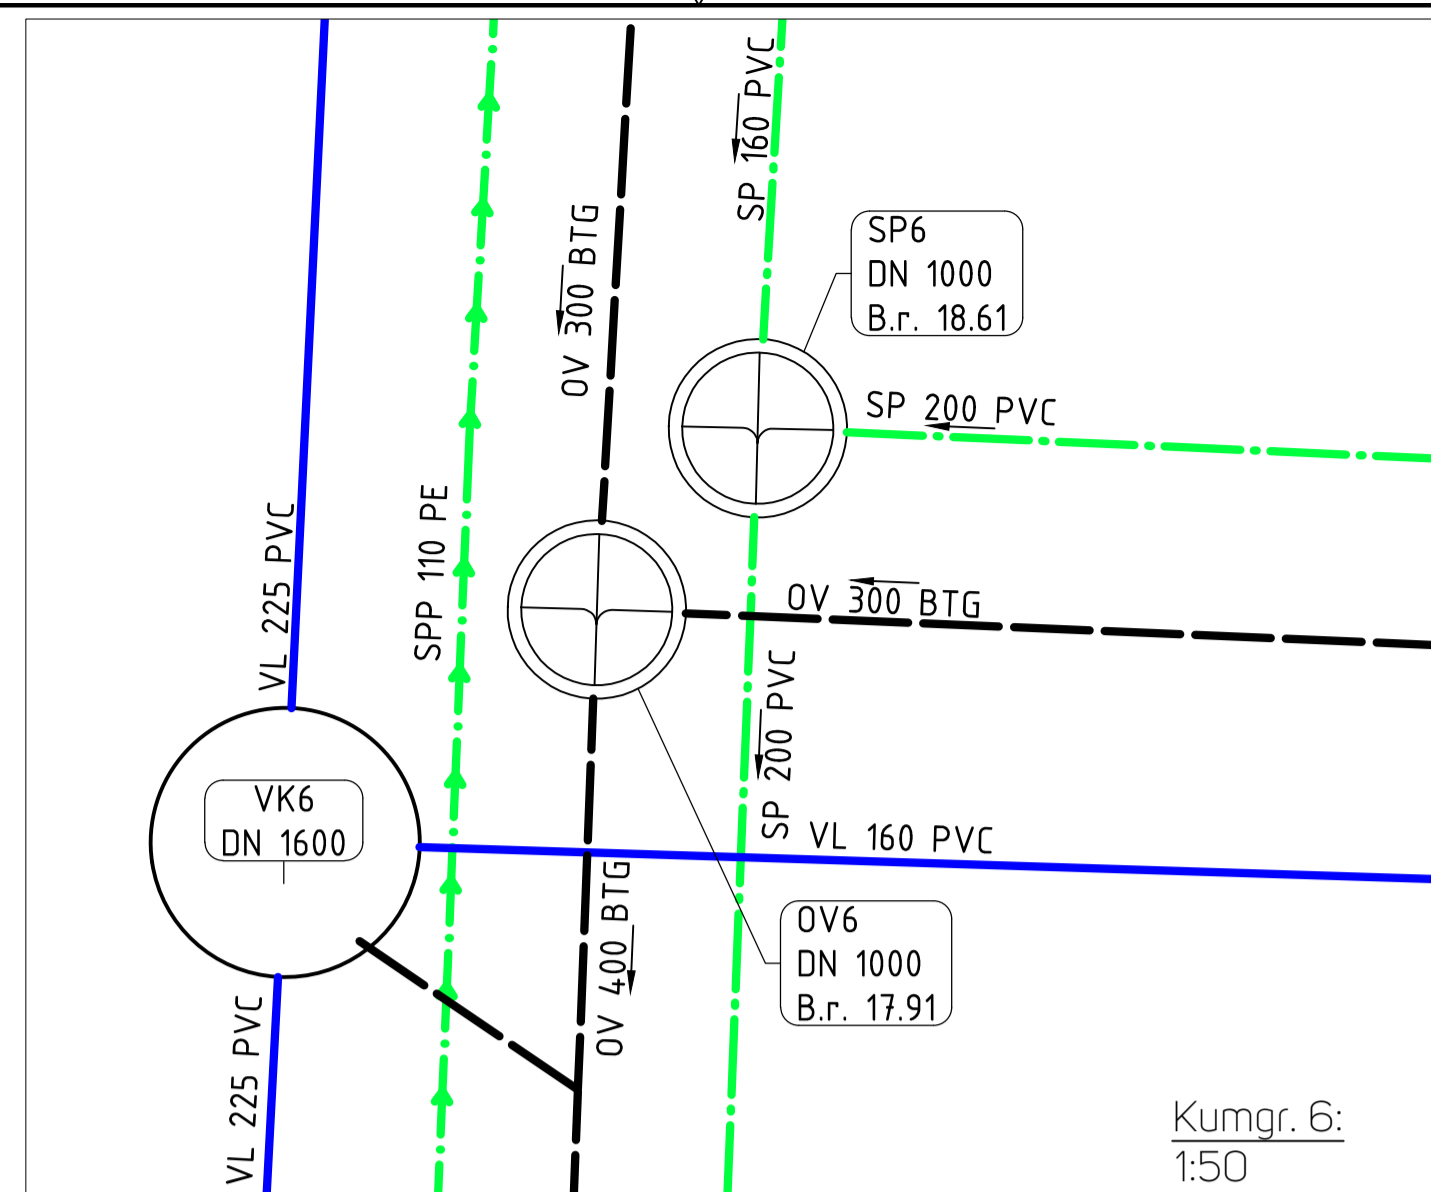 SP 160 PVC
SP6
DN 1000
B.r. 18.61
OV 300 BTG
SP 200 PVC
SPP 110 PE
VL 225 PVC
OV 300 BTG
SP 200 PVC
VK6
DN 1600
VL 160 PVC
OV 400 BTG
OV6
DN 1000
B.r. 17.91
VL 225 PVC
Kumgr. 6:
1:50